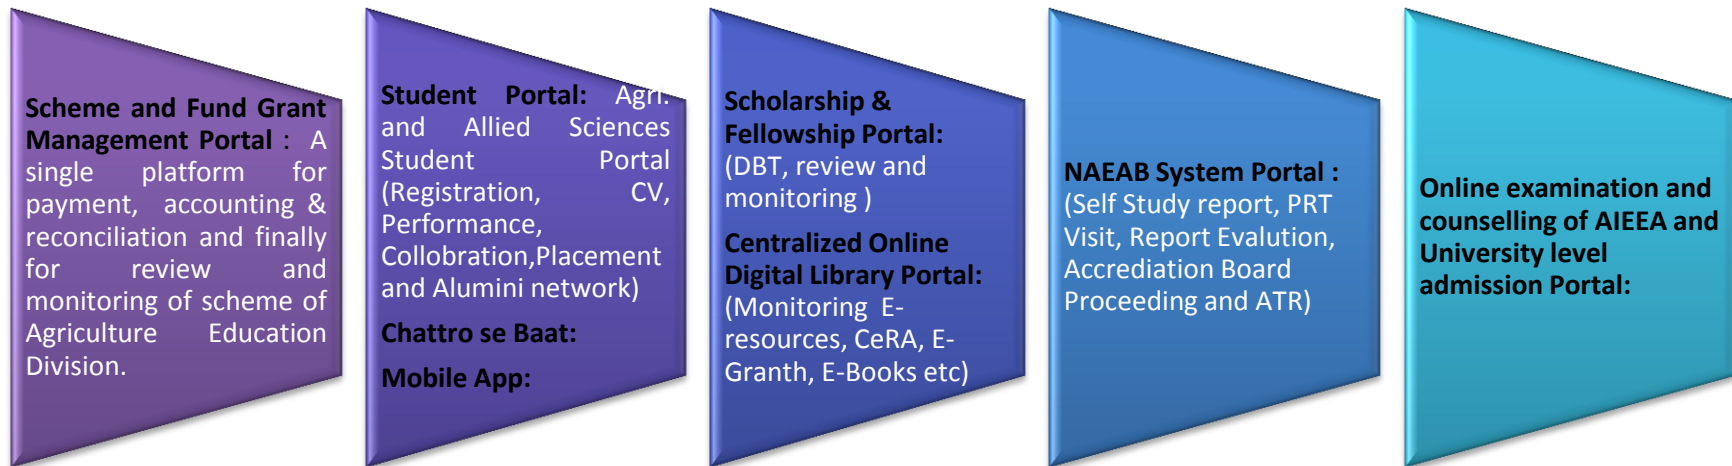 Scheme and Fund Grant
Management Portal : A
single platform for
payment, accounting &
reconciliation and finally
for review and
monitoring of scheme of
Agriculture Education
Division.
Student Portal: Agri.
and Allied Sciences
Student Portal
(Registration, CV,
Performance,
Collobration,Placement
and Alumini network)
Chattro se Baat:
Mobile App:
Scholarship &
Fellowship Portal:
(DBT, review and
monitoring )
Centralized Online
Digital Library Portal:
(Monitoring E-
resources, CeRA, E-
Granth, E-Books etc)
NAEAB System Portal :
(Self Study report, PRT
Visit, Report Evalution,
Accrediation Board
Proceeding and ATR)
Online examination and
counselling of AIEEA and
University level
admission Portal: